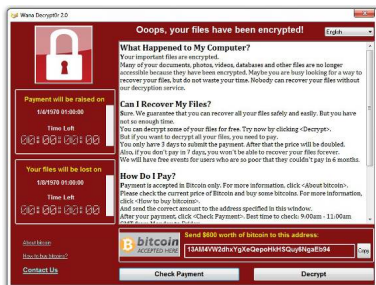 Wana Decrypt0r 2.0
Ooops, your files have been encrypted!
English
What Happened to My Computer?
Your important files are encrypted.
Many of your documents, photos, videos, databases and other files are no longer
accessible because they have been encrypted. Maybe you are busy looking for a way to
recover your files, but do not waste your time. Nobody can recover your files without
our decryption service.
Can I Recover My Files?
Sure. We guarantee that you can recover all your files safely and easily. But you have
not so enough time.
You can decrypt some of your files for free. Try now by clicking <Decrypt>.
But if you want to decrypt all your files, you need to pay.
You only have 3 days to submit the payment. After that the price will be doubled.
Also, if you don't pay in 7 days, you won't be able to recover your files forever.
We will have free events for users who are so poor that they couldn't pay in 6 months.
How Do I Pay?
Payment is accepted in Bitcoin only. For more information, click <About bitcoin>.
Please check the current price of Bitcoin and buy some bitcoins. For more information,
click <How to buy bitcoins>.
And send the correct amount to the address specified in this window.
After your payment, click <Check Payment>. Best time to check: 9:00am - 11:00am
Payment will be raised on
1/4/1970 01:00:00
Time Left
00:00:00:00
Your files will be lost on
1/8/1970 01:00:00
Time Left
00:00:00:00
About bitcoin
How to buy bitcoins?
Contact Us
bitcoin
ACCEPTED HERE
Send $600 worth of bitcoin to this address:
13AM4VW2dhxYgXeQepoHkHSQuy6NgaEb94
Copy
Check Payment
Decrypt